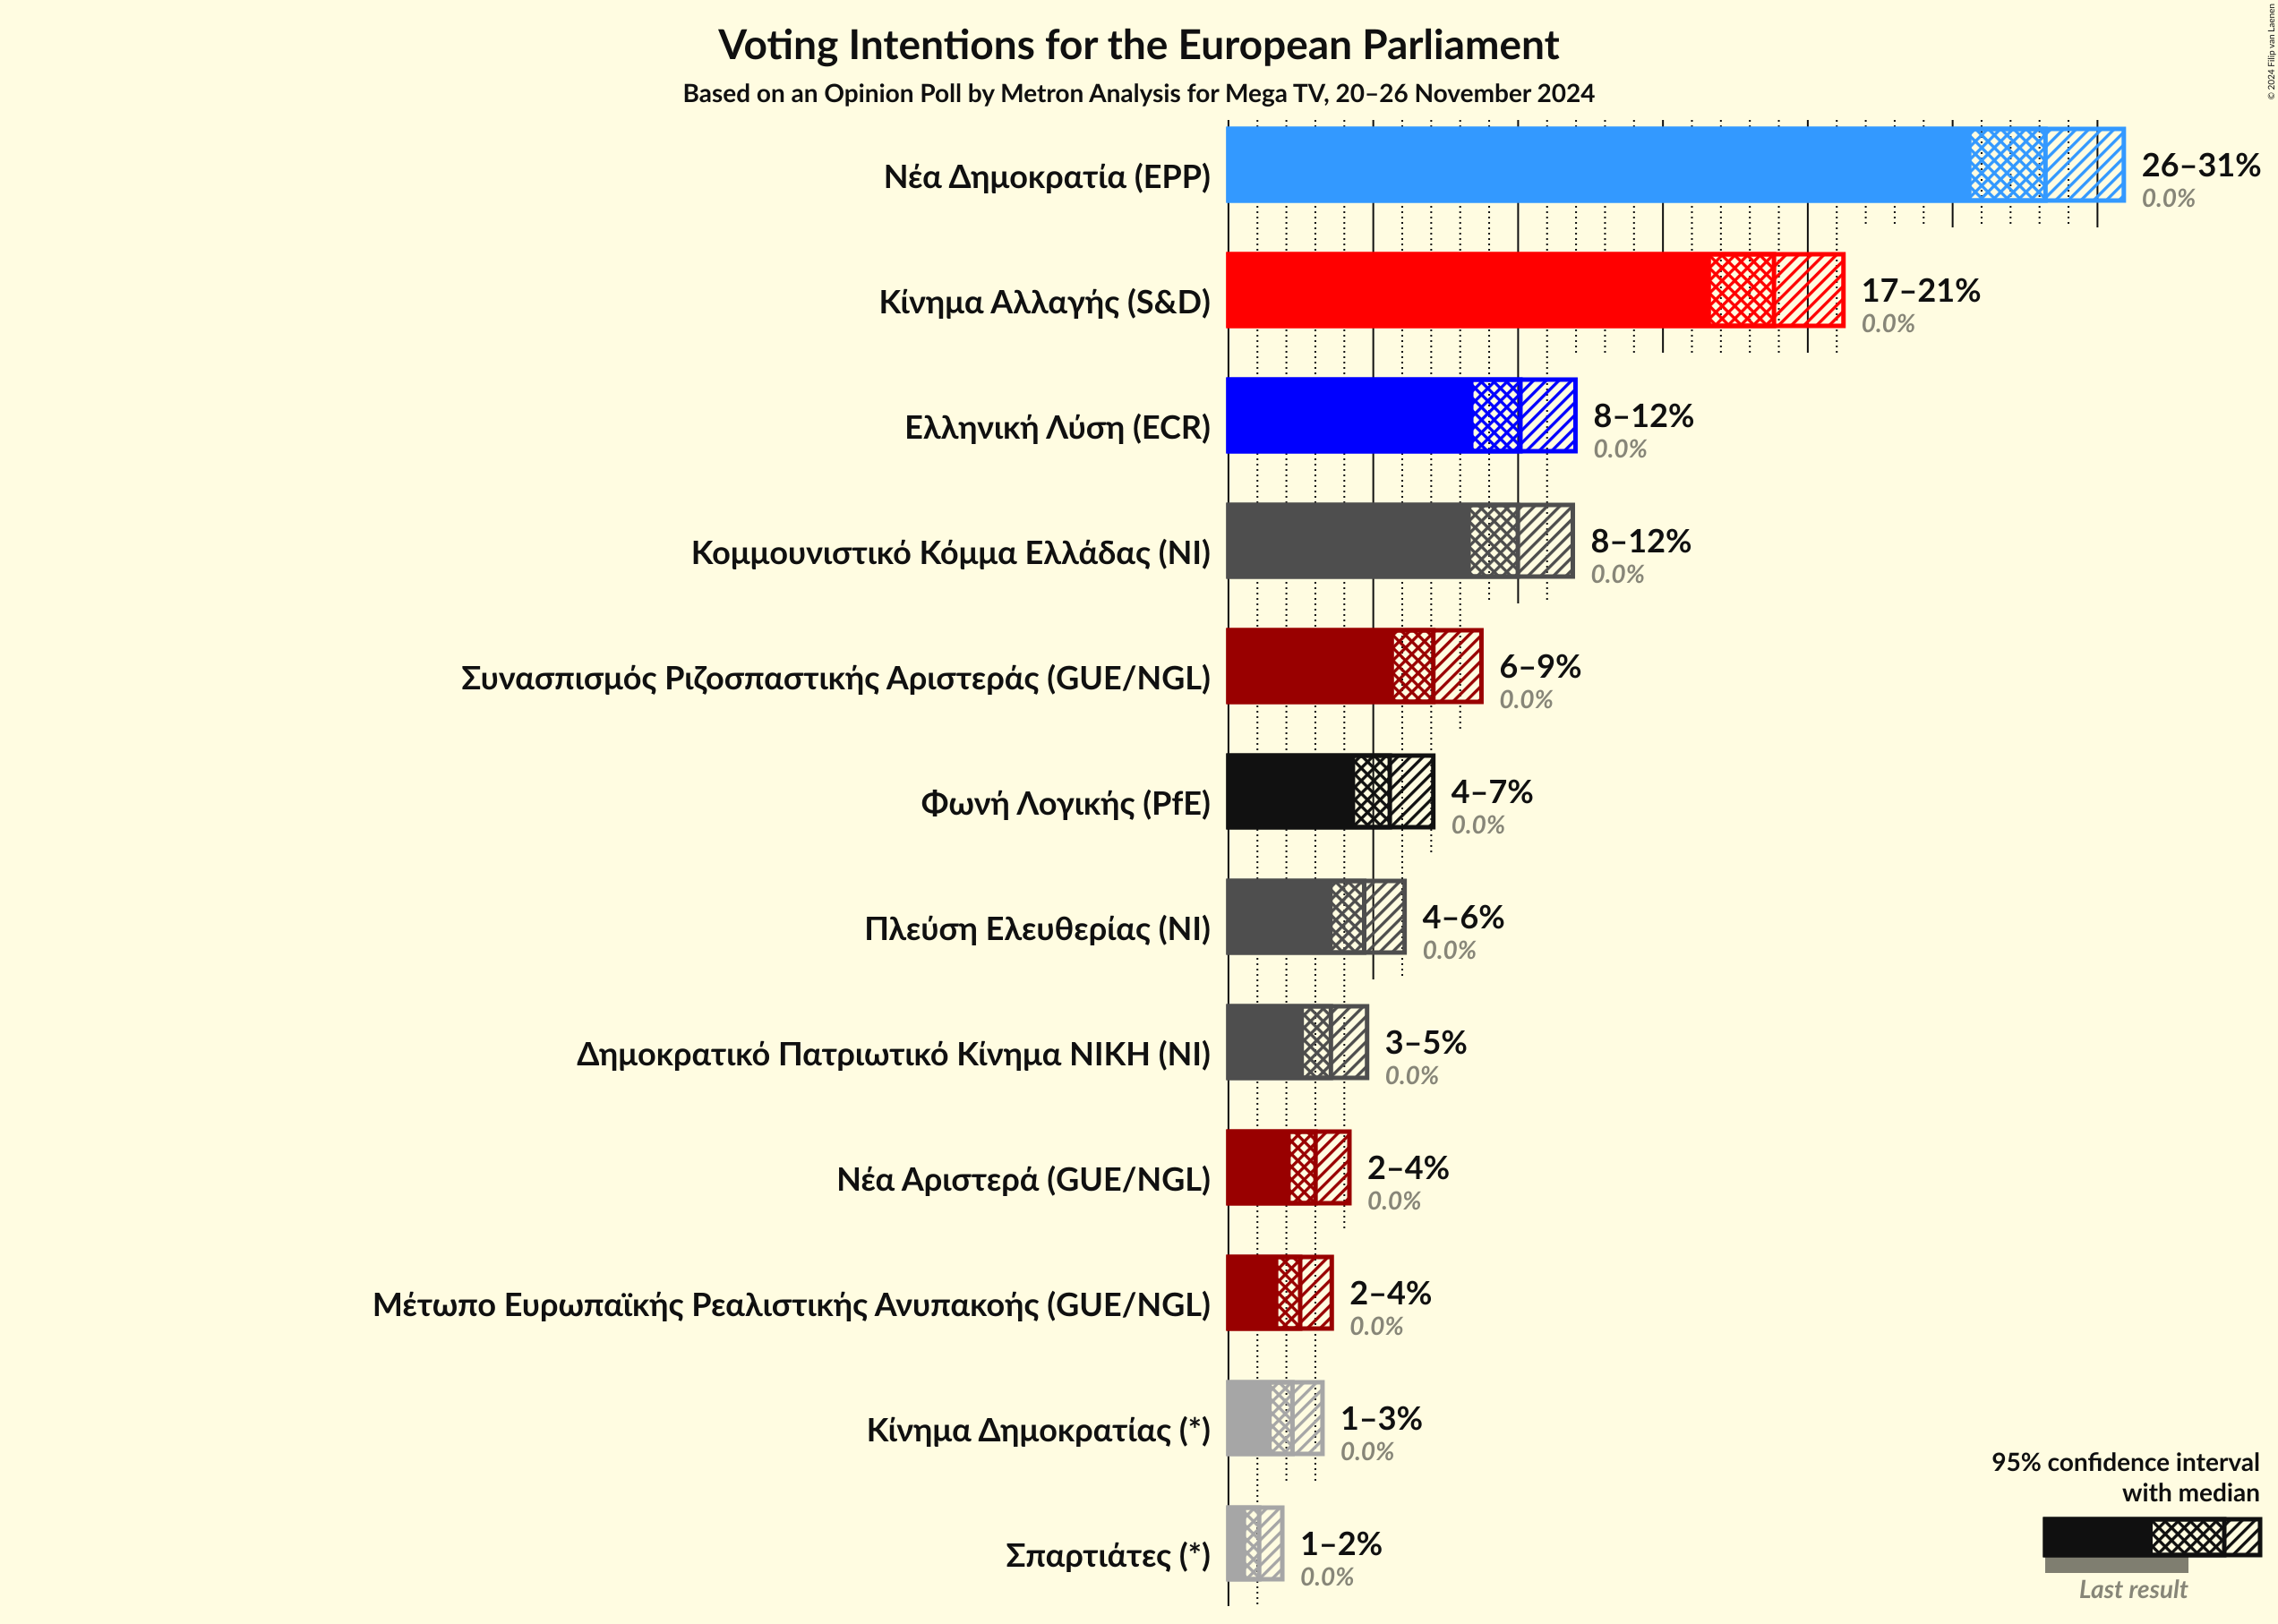 Voting Intentions for the European Parliament
Based on an Opinion Poll by Metron Analysis for Mega TV, 20–26 November 2024
© 2024 Filip van Laenen
Νέα Δημοκρατία (EPP)
26–31%
0.0%
Κίνημα Αλλαγής (S&D)
17–21%
0.0%
Ελληνική Λύση (ECR)
8–12%
0.0%
Κομμουνιστικό Κόμμα Ελλάδας (NI)
8–12%
0.0%
Συνασπισμός Ριζοσπαστικής Αριστεράς (GUE/NGL)
6–9%
0.0%
Φωνή Λογικής (PfE)
4–7%
0.0%
Πλεύση Ελευθερίας (NI)
4–6%
0.0%
Δημοκρατικό Πατριωτικό Κίνημα ΝΙΚΗ (NI)
3–5%
0.0%
Νέα Αριστερά (GUE/NGL)
2–4%
0.0%
Μέτωπο Ευρωπαϊκής Ρεαλιστικής Ανυπακοής (GUE/NGL)
2–4%
0.0%
Κίνημα Δημοκρατίας (*)
1–3%
0.0%
Σπαρτιάτες (*)
1–2%
0.0%
95% confidence interval
with median
Last result